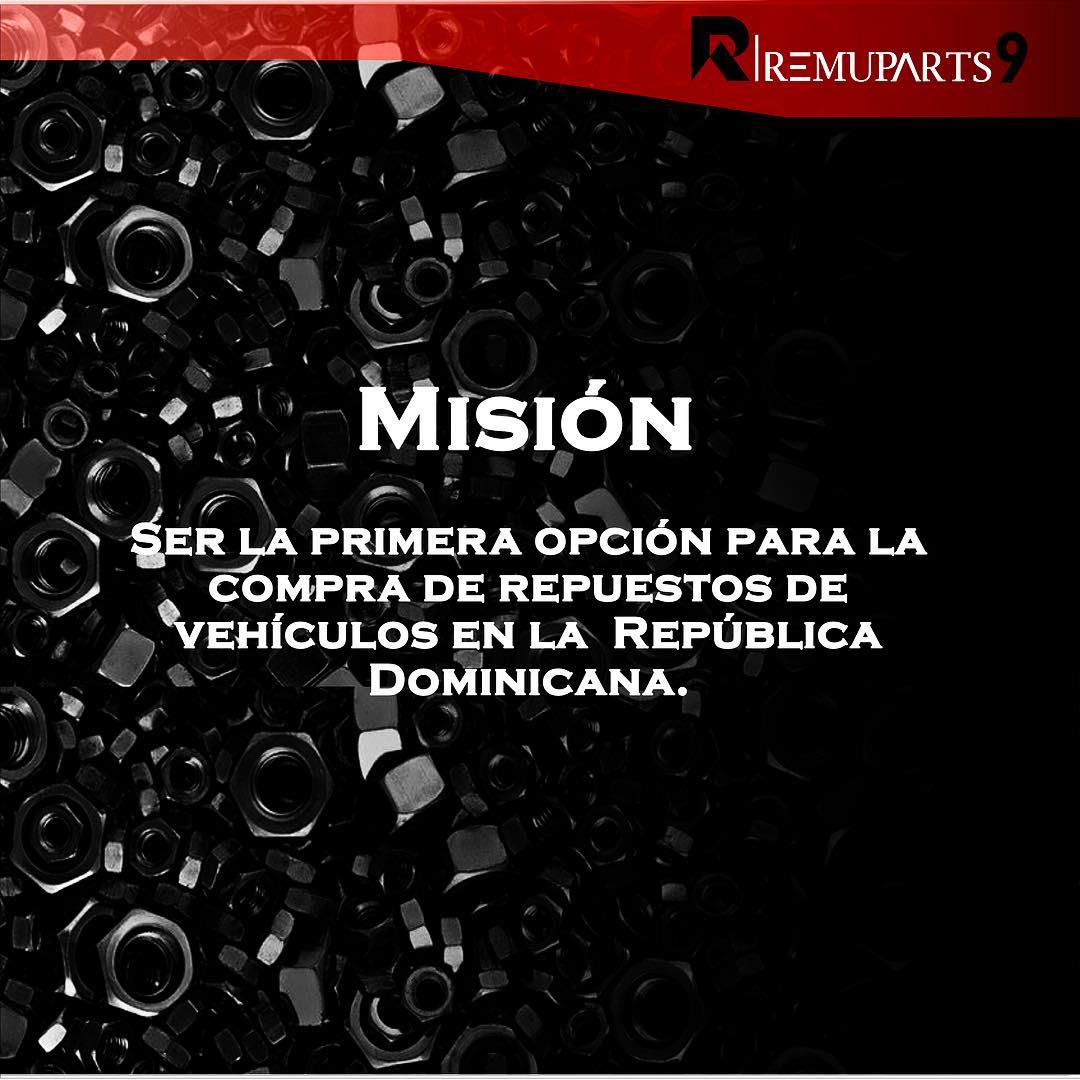 R|REMUPARTS9
Misión
Ser la primera opción para la
compra de repuestos de
vehículos en la República
Dominicana.